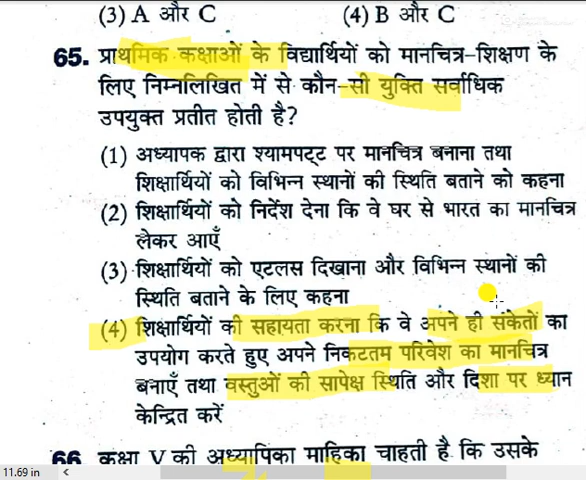 (3) A और C (4) B और C
65. प्राथमिक कक्षाओं के विद्यार्थियों को मानचित्र-शिक्षण के
लिए निम्नलिखित में से कौन-सी युक्ति सर्वाधिक
उपयुक्त प्रतीत होती है?
(1) अध्यापक द्वारा श्यामपट्ट पर मानचित्र बनाना तथा
शिक्षार्थियों को विभिन्न स्थानों की स्थिति बताने को कहना
(2) शिक्षार्थियों को निर्देश देना कि वे घर से भारत का मानचित्र
लेकर आएँ
(3) शिक्षार्थियों को एटलस दिखाना और विभिन्न स्थानों की
स्थिति बताने के लिए कहना
(4) शिक्षार्थियों की सहायता करना कि वे अपने ही संकेतों का
उपयोग करते हुए अपने निकटतम परिवेश का मानचित्र
बनाएँ तथा वस्तुओं की सापेक्ष स्थिति और दिशा पर ध्यान
केन्द्रित करें
66. कक्षा V की अध्यापिका माहिका चाहती है कि उसके
11.69 in